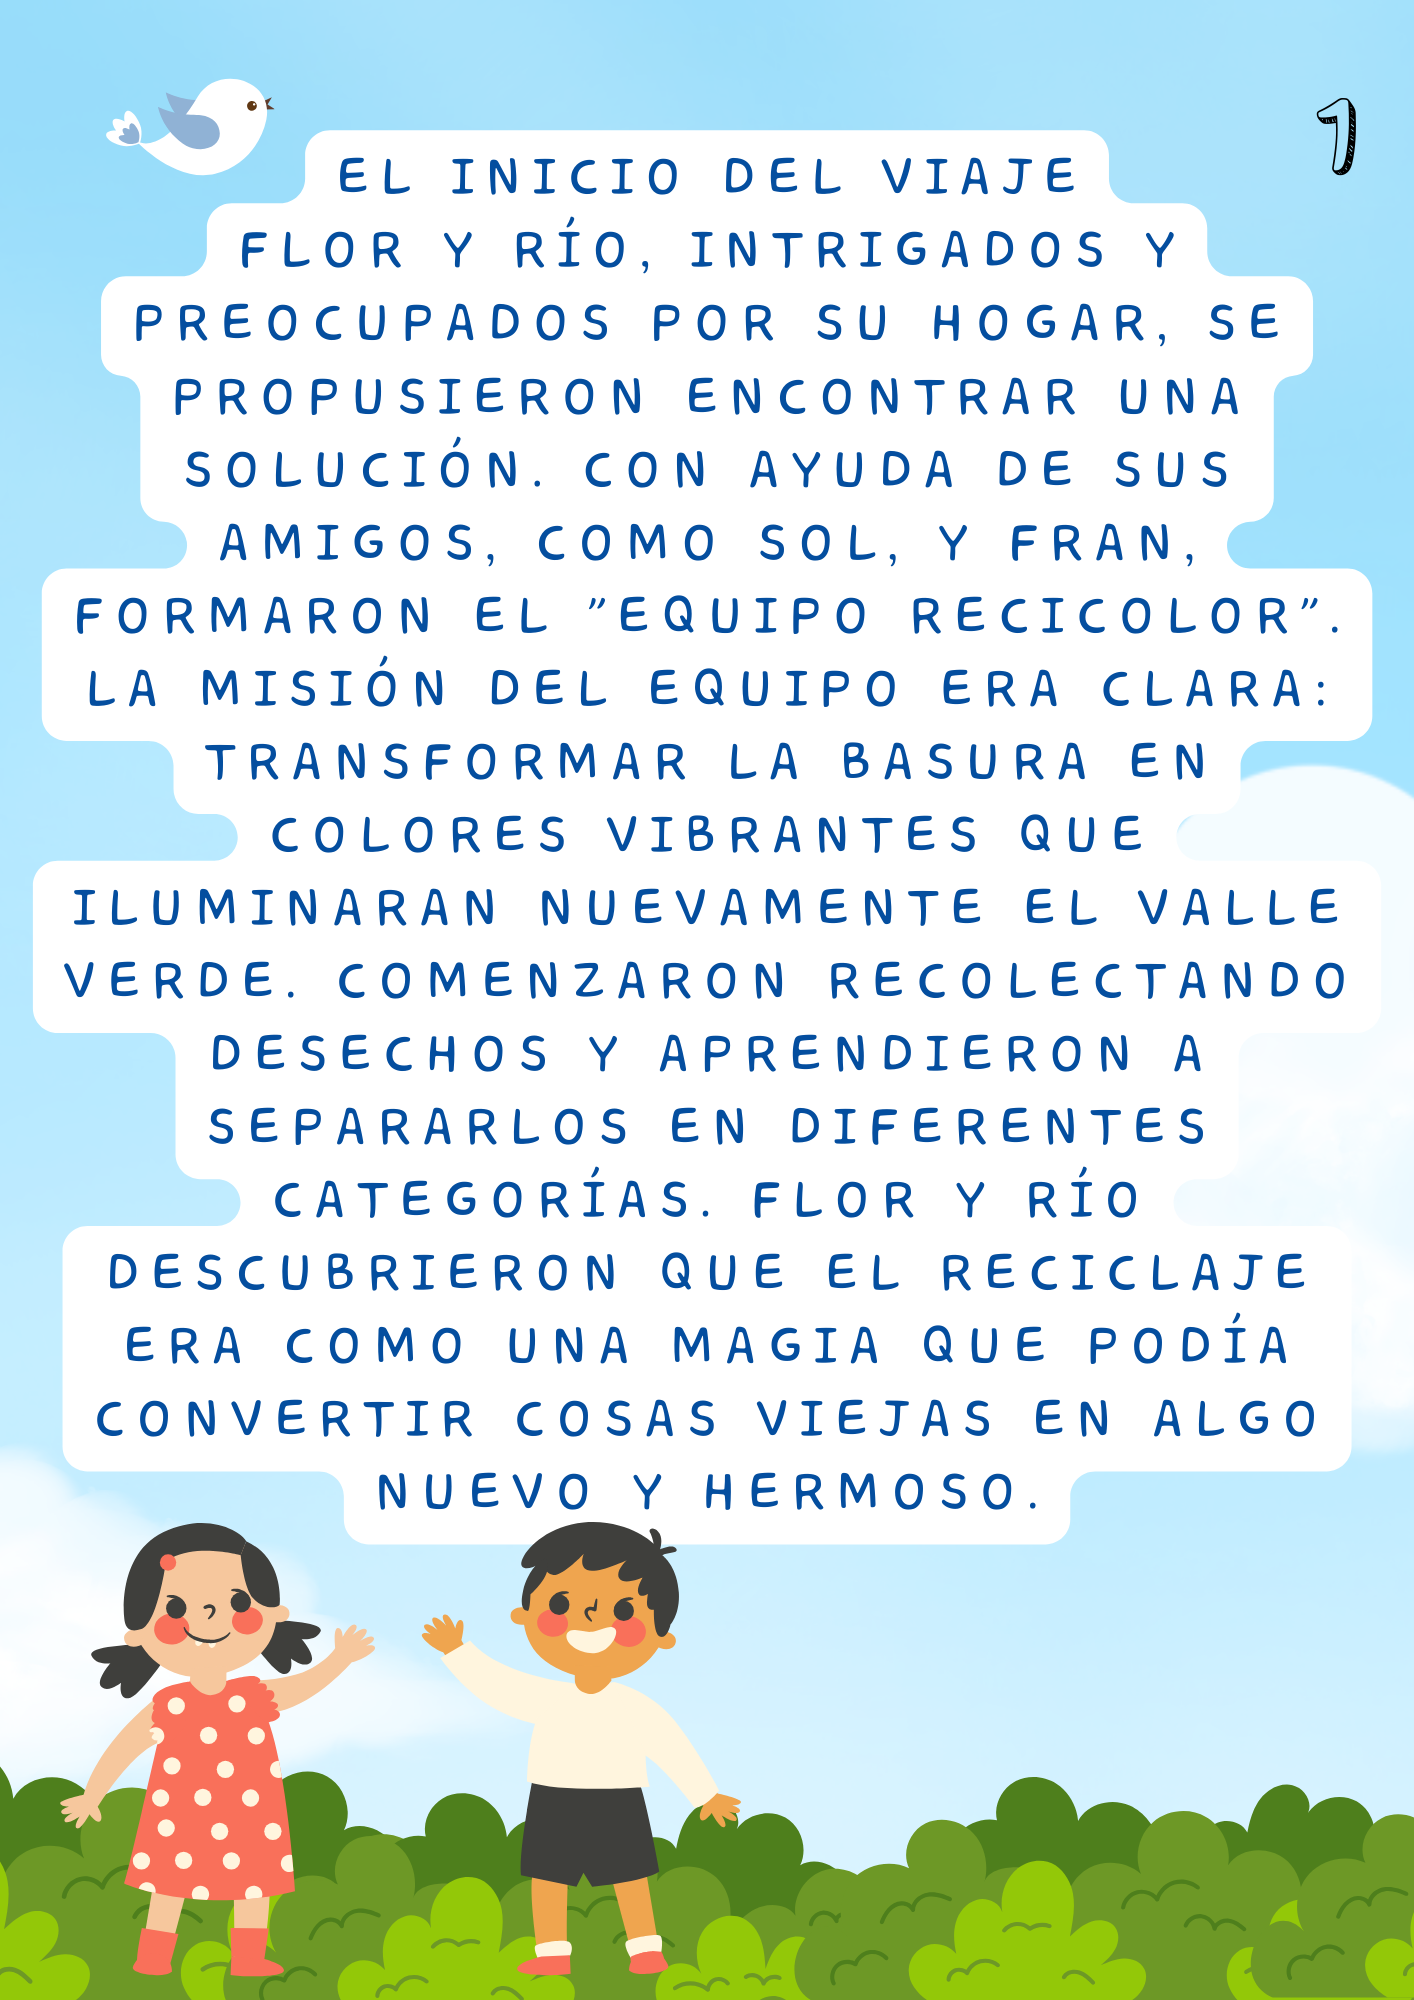 1
EL INICIO DEL VIAJE
FLOR Y RÍO, INTRIGADOS Y
PREOCUPADOS POR SU HOGAR, SE
PROPUSIERON ENCONTRAR UNA
SOLUCIÓN. CON AYUDA DE SUS
AMIGOS, COMO SOL, Y FRAN,
FORMARON EL "EQUIPO RECICOLOR".
LA MISIÓN DEL EQUIPO ERA CLARA:
TRANSFORMAR LA BASURA EN
COLORES VIBRANTES QUE
ILUMINARAN NUEVAMENTE EL VALLE
VERDE. COMENZARON RECOLECTANDO
DESECHOS Y APRENDIERON A
SEPARARLOS EN DIFERENTES
CATEGORÍAS. FLOR Y RÍO
DESCUBRIERON QUE EL RECICLAJE
ERA COMO UNA MAGIA QUE PODÍA
CONVERTIR COSAS VIEJAS EN ALGO
NUEVO Y HERMOSO.